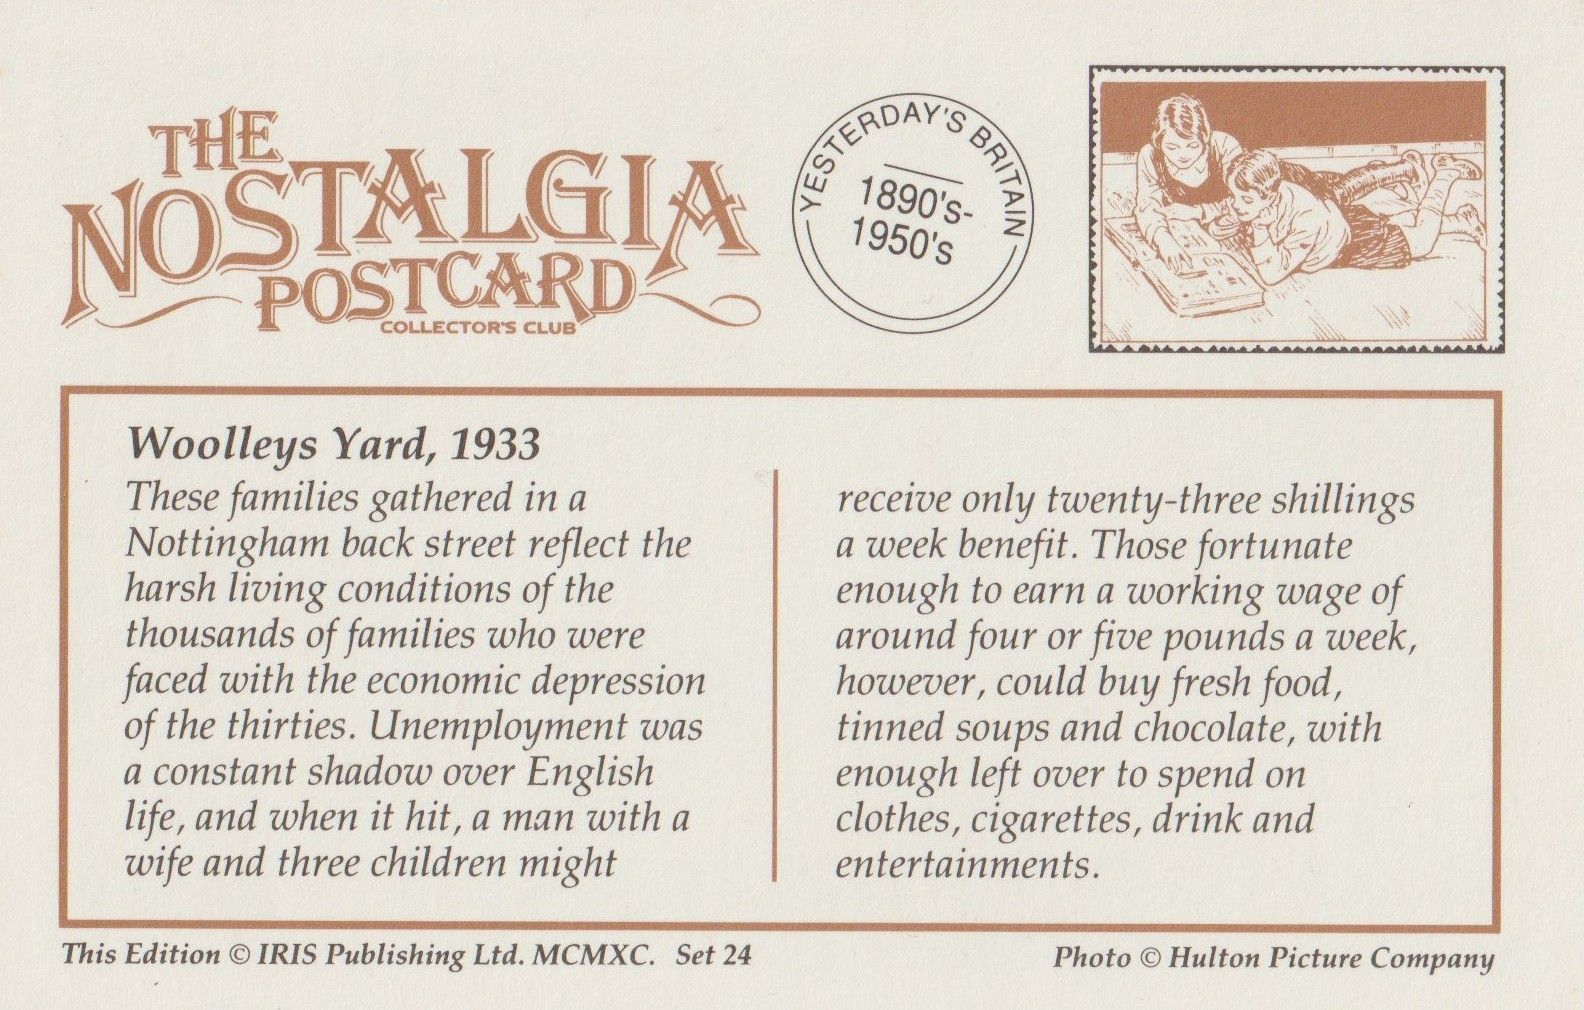 THE
NOSTALGIA
POSTCARD
COLLECTOR'S CLUB
YESTERDAY'S BRITAIN
1890's-
1950's
Woolleys Yard, 1933
These families gathered in a
Nottingham back street reflect the
harsh living conditions of the
thousands of families who were
faced with the economic depression
of the thirties. Unemployment was
a constant shadow over English
life, and when it hit, a man with a
wife and three children might
receive only twenty-three shillings
a week benefit. Those fortunate
enough to earn a working wage of
around four or five pounds a week,
however, could buy fresh food,
tinned soups and chocolate, with
enough left over to spend on
clothes, cigarettes, drink and
entertainments.
This Edition © IRIS Publishing Ltd. MCMXC. Set 24
Photo © Hulton Picture Company